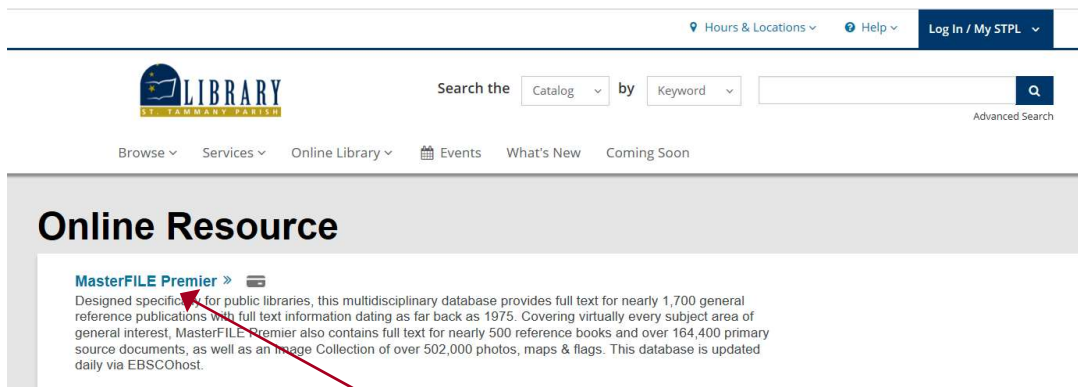 Hours & Locations Help Log In / My STPL
LIBRARY
ST. TAMMANY PARISH
Search the Catalog by Keyword
Advanced Search
Browse Services Online Library Events What's New Coming Soon
Online Resource
MasterFILE Premier »
Designed specifically for public libraries, this multidisciplinary database provides full text for nearly 1,700 general
reference publications with full text information dating as far back as 1975. Covering virtually every subject area of
general interest, MasterFILE Premier also contains full text for nearly 500 reference books and over 164,400 primary
source documents, as well as an Image Collection of over 502,000 photos, maps & flags. This database is updated
daily via EBSCOhost.